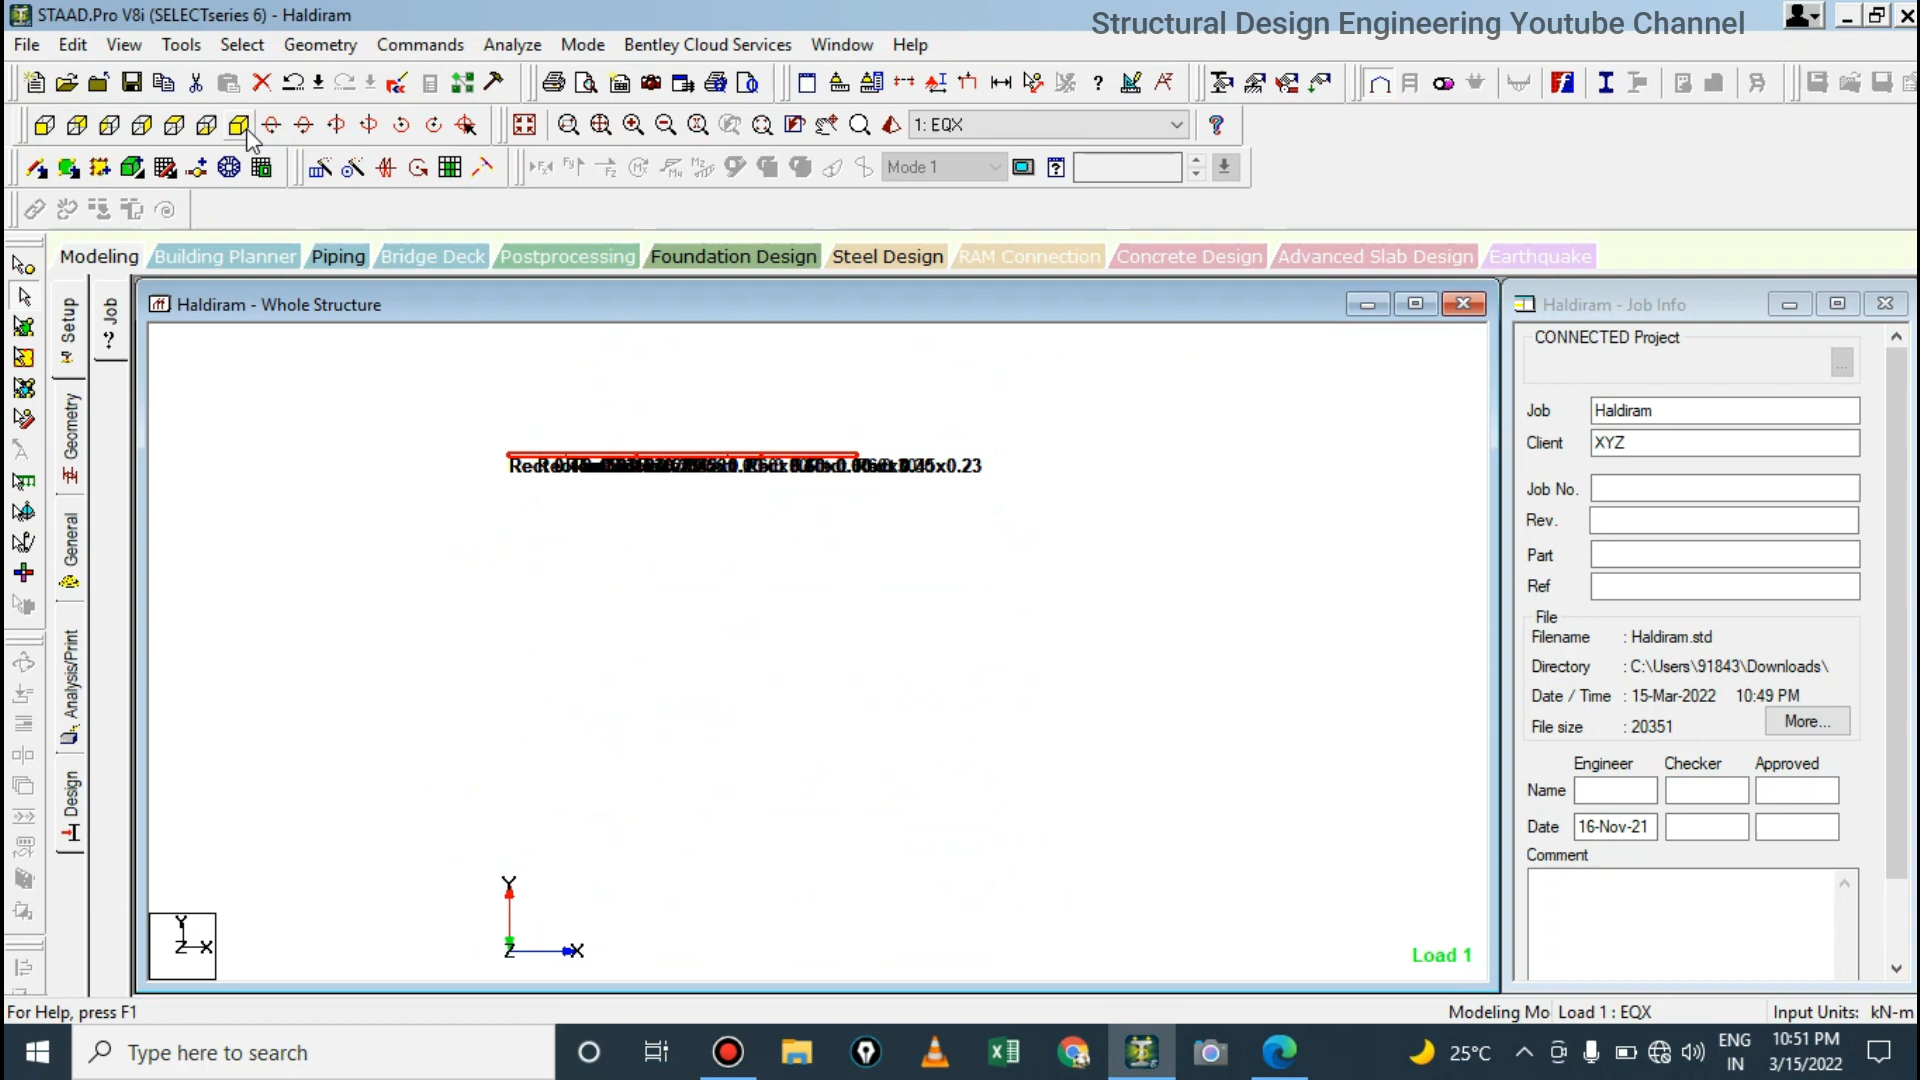 STAAD.Pro V8i (SELECTseries 6) - Haldiram
Structural Design Engineering Youtube Channel
File Edit View Tools Select Geometry Commands Analyze Mode Bentley Cloud Services Window Help
1: EQX
Mode 1
Modeling Building Planner Piping Bridge Deck Postprocessing Foundation Design Steel Design RAM Connection Concrete Design Advanced Slab Design Earthquake
Setup
Geometry
General
Analysis/Print
Design
Job
Haldiram - Whole Structure
Y
Z X
Y
Z X
Load 1
Haldiram - Job Info
CONNECTED Project
...
Job Haldiram
Client XYZ
Job No.
Rev.
Part
Ref
File
Filename : Haldiram.std
Directory : C:\Users\91843\Downloads\
Date / Time : 15-Mar-2022 10:49 PM
File size : 20351 More...
Engineer Checker Approved
Name
Date 16-Nov-21
Comment
For Help, press F1
Modeling Mo Load 1 : EQX Input Units: kN-m
Type here to search
25°C
ENG
IN
10:51 PM
3/15/2022